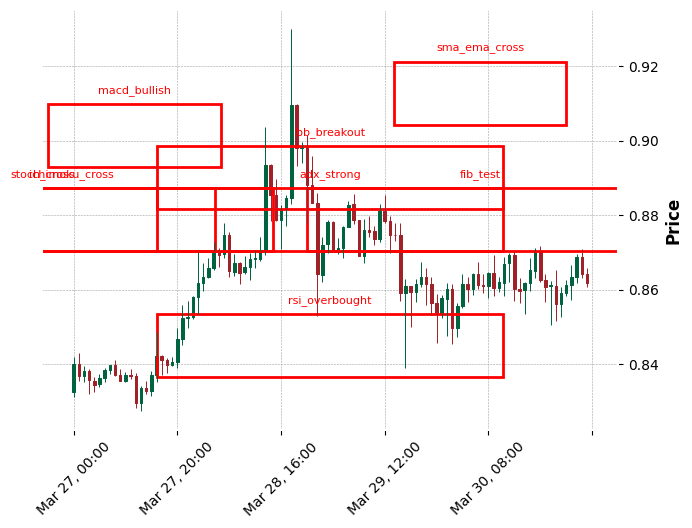 sma_ema_cross
0.92
macd_bullish
0.90
bb_breakout
ichimoku_cross
adx_strong
fib_test
0.88
Price
0.86
rsi_overbought
0.84
Mar 27, 00:00
Mar 27, 20:00
Mar 28, 16:00
Mar 29, 12:00
Mar 30, 08:00